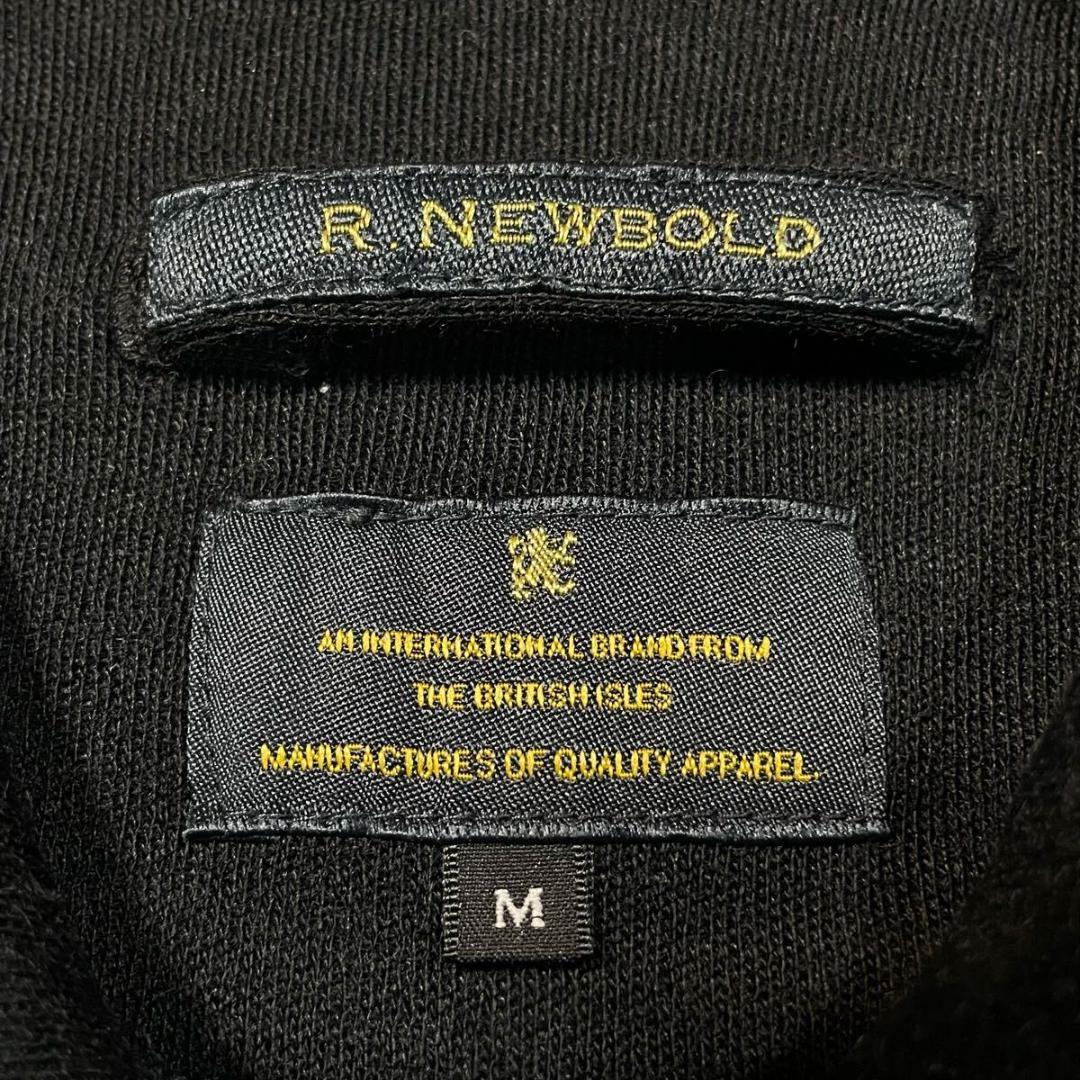 R. NEWBOLD
AN INTERNATIONAL BRAND FROM
THE BRITISH ISLES
MANUFACTURES OF QUALITY APPAREL.
M